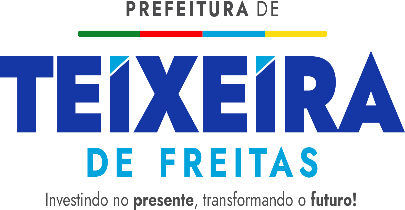 PREFEITURA DE
TEIXEIRA
DE FREITAS
Investindo no presente, transformando o futuro!